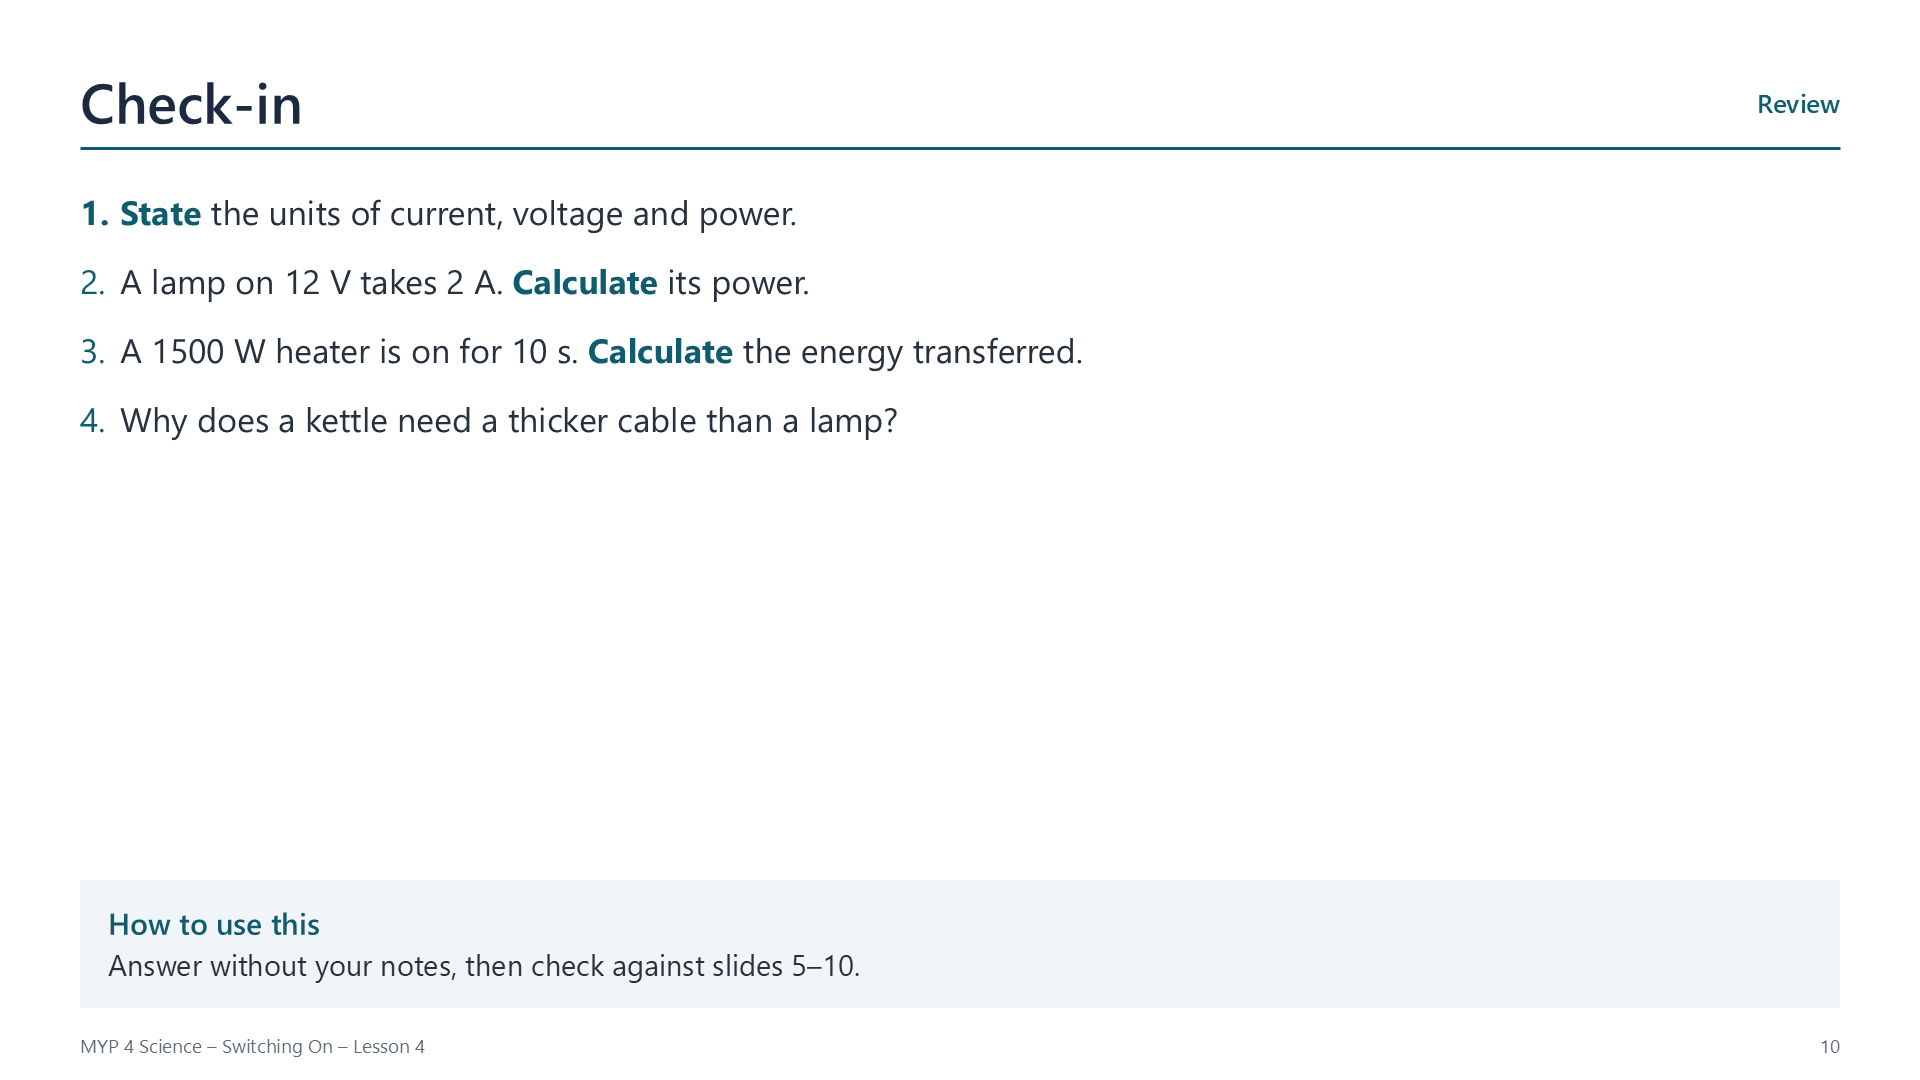 Check-in
Review
1. State the units of current, voltage and power.
2. A lamp on 12 V takes 2 A. Calculate its power.
3. A 1500 W heater is on for 10 s. Calculate the energy transferred.
4. Why does a kettle need a thicker cable than a lamp?
How to use this
Answer without your notes, then check against slides 5–10.
MYP 4 Science – Switching On – Lesson 4
10